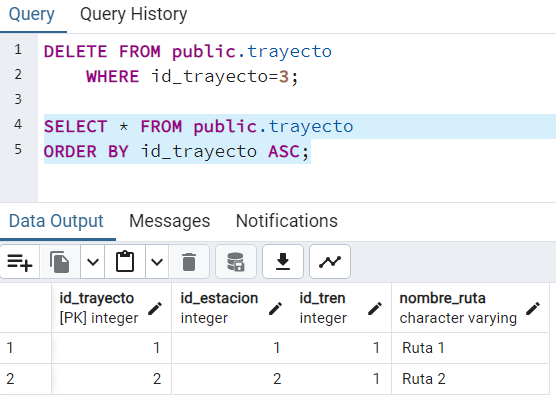 Query Query History
1 DELETE FROM public.trayecto
2 WHERE id_trayecto=3;
3
4 SELECT * FROM public.trayecto
5 ORDER BY id_trayecto ASC;
Data Output Messages Notifications
id_trayecto id_estacion id_tren nombre_ruta
[PK] integer integer integer character varying
1 1 1 1 Ruta 1
2 2 2 1 Ruta 2